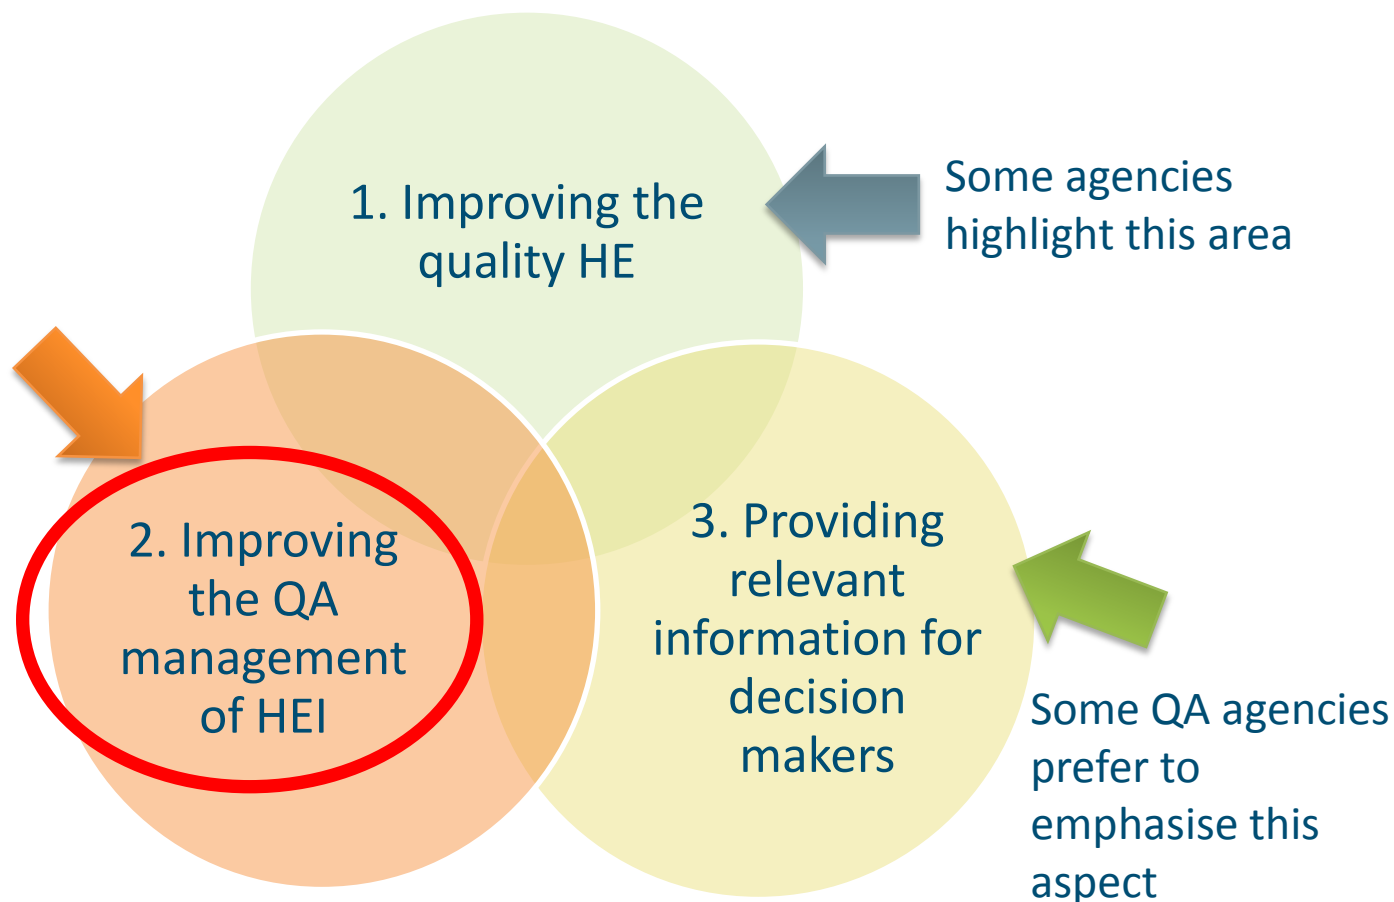 1. Improving the
quality HE
Some agencies
highlight this area
2. Improving
the QA
management
of HEI
3. Providing
relevant
information for
decision
makers
Some QA agencies
prefer to
emphasise this
aspect